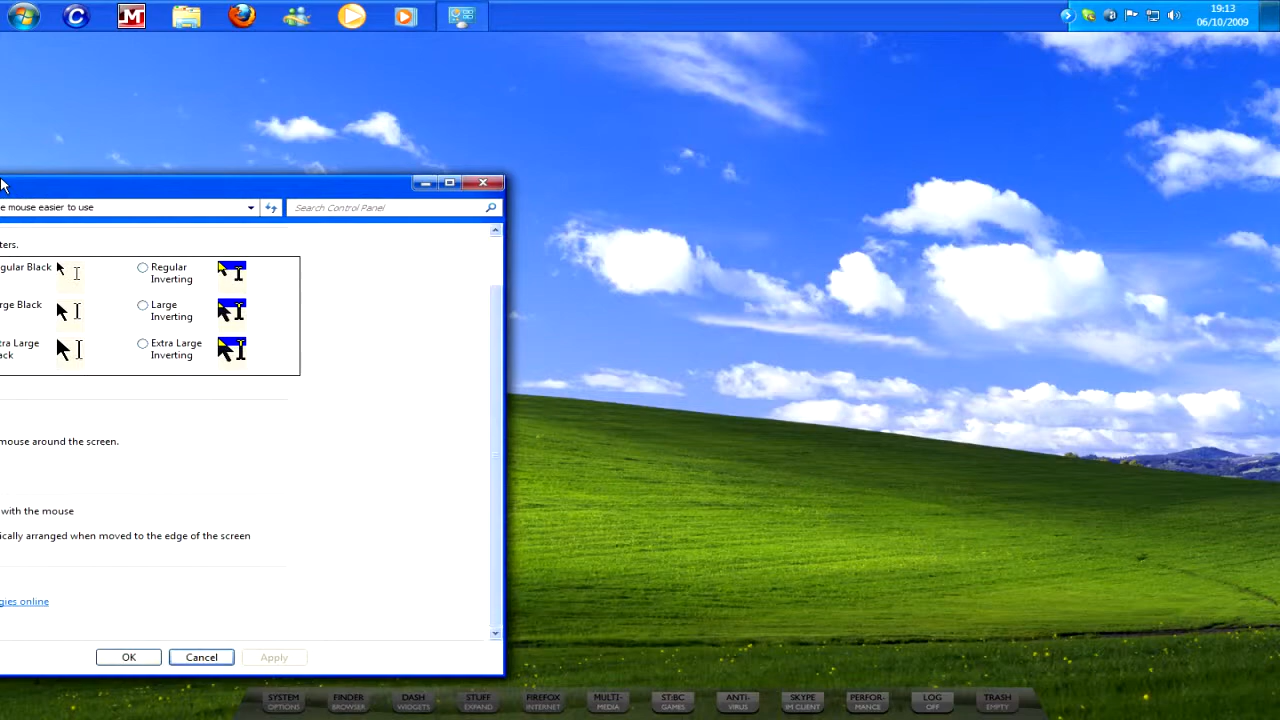 19:13
06/10/2009
e mouse easier to use
Search Control Panel
ters.
gular Black
Regular
Inverting
rge Black
Large
Inverting
tra Large
ack
Extra Large
Inverting
mouse around the screen.
with the mouse
ically arranged when moved to the edge of the screen
gies online
OK Cancel Apply
SYSTEM
OPTIONS
FINDER
BROWSER
DASH
WIDGETS
STUFF
EXPAND
FIREFOX
INTERNET
MULTI-
MEDIA
ST:BC
GAMES
ANTI-
VIRUS
SKYPE
IM CLIENT
PERFOR-
MANCE
LOG
OFF
TRASH
EMPTY